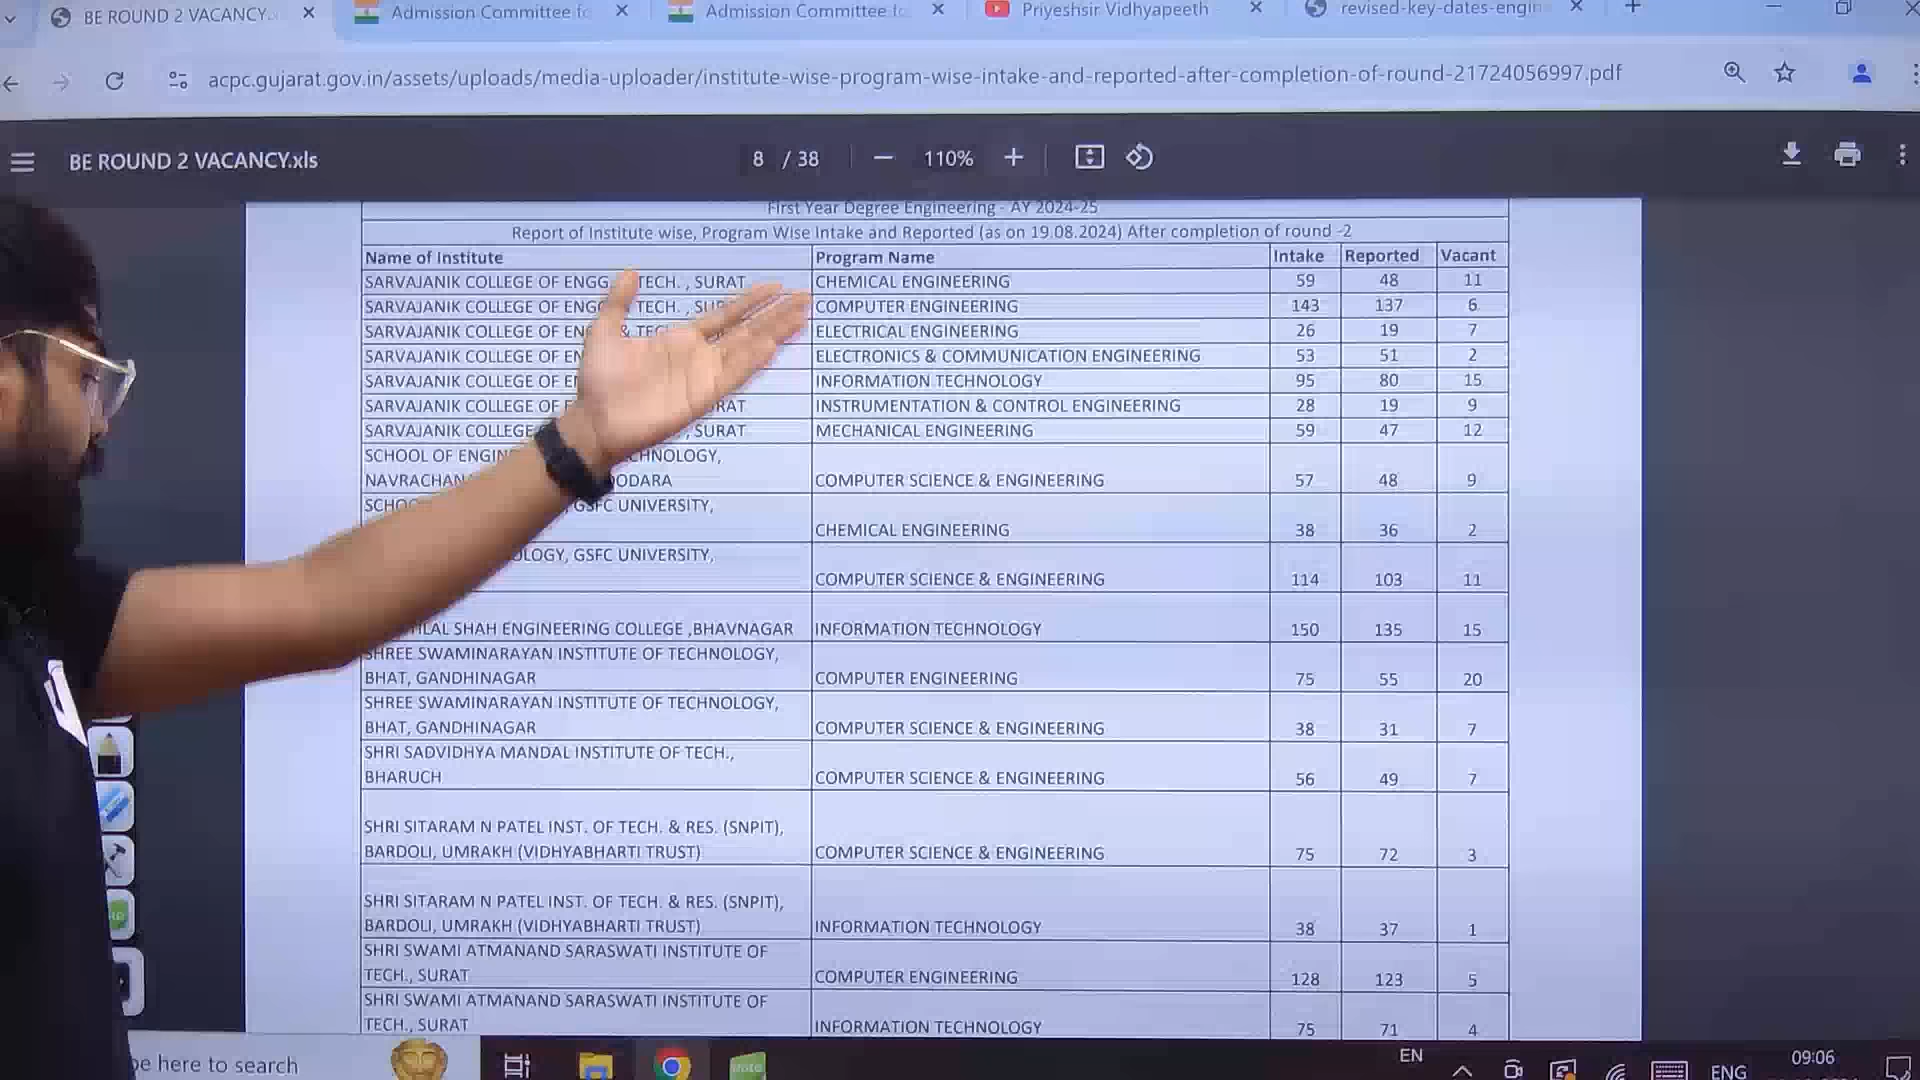 BE ROUND 2 VACANCY.
Admission Committee fo
Admission Committee fo
Priyeshsir Vidhyapeeth
revised-key-dates-engin
acpc.gujarat.gov.in/assets/uploads/media-uploader/institute-wise-program-wise-intake-and-reported-after-completion-of-round-21724056997.pdf
BE ROUND 2 VACANCY.xls
8 / 38
110%
First Year Degree Engineering - AY 2024-25
Report of Institute wise, Program Wise Intake and Reported (as on 19.08.2024) After completion of round -2
Name of Institute Program Name Intake Reported Vacant
SARVAJANIK COLLEGE OF ENGG. TECH. , SURAT CHEMICAL ENGINEERING 59 48 11
SARVAJANIK COLLEGE OF ENGG TECH. , COMPUTER ENGINEERING 143 137 6
SARVAJANIK COLLEGE OF & ELECTRICAL ENGINEERING 26 19 7
SARVAJANIK COLLEGE OF ELECTRONICS & COMMUNICATION ENGINEERING 53 51 2
SARVAJANIK COLLEGE OF INFORMATION TECHNOLOGY 95 80 15
SARVAJANIK COLLEGE OF INSTRUMENTATION & CONTROL ENGINEERING 28 19 9
SARVAJANIK COLLEGE , SURAT MECHANICAL ENGINEERING 59 47 12
SCHOOL OF
COMPUTER SCIENCE & ENGINEERING 57 48 9
GSFC UNIVERSITY,
CHEMICAL ENGINEERING 38 36 2
GSFC UNIVERSITY,
COMPUTER SCIENCE & ENGINEERING 114 103 11
SHAH ENGINEERING COLLEGE ,BHAVNAGAR INFORMATION TECHNOLOGY 150 135 15
SHREE SWAMINARAYAN INSTITUTE OF TECHNOLOGY,
BHAT, GANDHINAGAR COMPUTER ENGINEERING 75 55 20
SHREE SWAMINARAYAN INSTITUTE OF TECHNOLOGY,
BHAT, GANDHINAGAR COMPUTER SCIENCE & ENGINEERING 38 31 7
SHRI SADVIDHYA MANDAL INSTITUTE OF TECH.,
BHARUCH COMPUTER SCIENCE & ENGINEERING 56 49 7
SHRI SITARAM N PATEL INST. OF TECH. & RES. (SNPIT),
BARDOLI, UMRAKH (VIDHYABHARTI TRUST) COMPUTER SCIENCE & ENGINEERING 75 72 3
SHRI SITARAM N PATEL INST. OF TECH. & RES. (SNPIT),
BARDOLI, UMRAKH (VIDHYABHARTI TRUST) INFORMATION TECHNOLOGY 38 37 1
SHRI SWAMI ATMANAND SARASWATI INSTITUTE OF
TECH., SURAT COMPUTER ENGINEERING 128 123 5
SHRI SWAMI ATMANAND SARASWATI INSTITUTE OF
TECH., SURAT INFORMATION TECHNOLOGY 75 71 4
here to search
EN
ENG
09:06